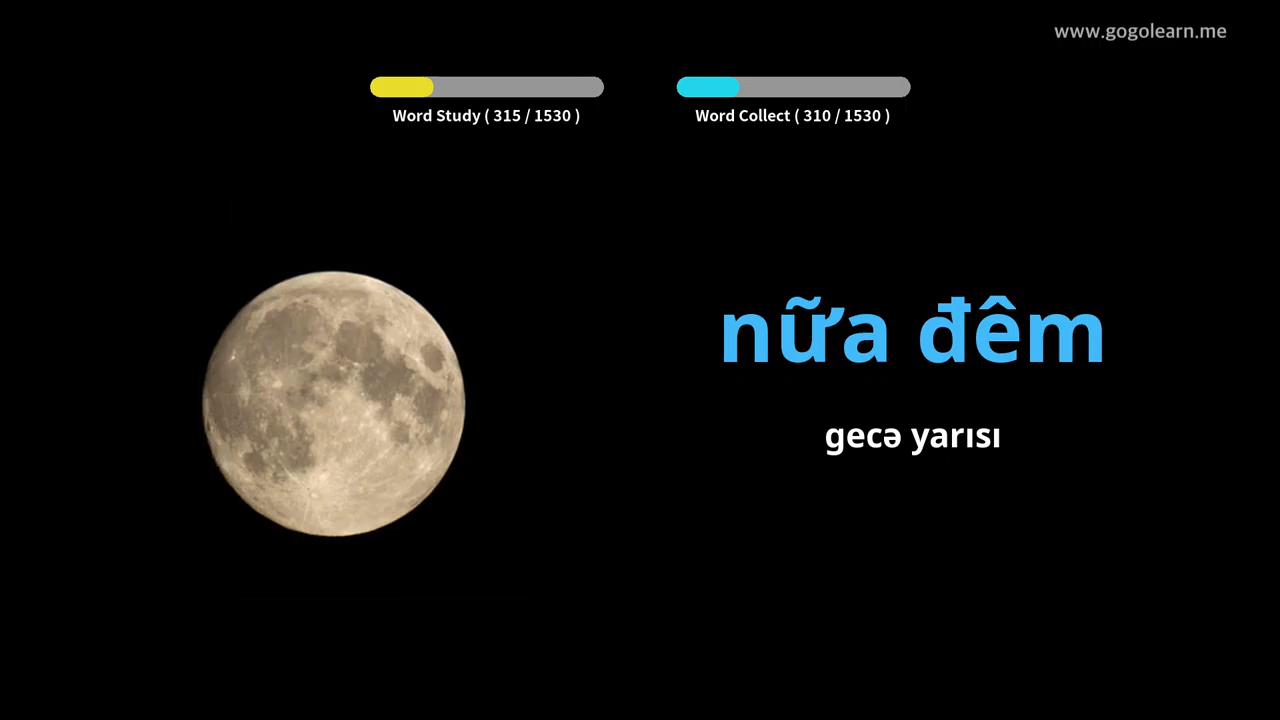 www.gogolearn.me
Word Study ( 315 / 1530 )
Word Collect ( 310 / 1530 )
nữa đêm
gecə yarısı